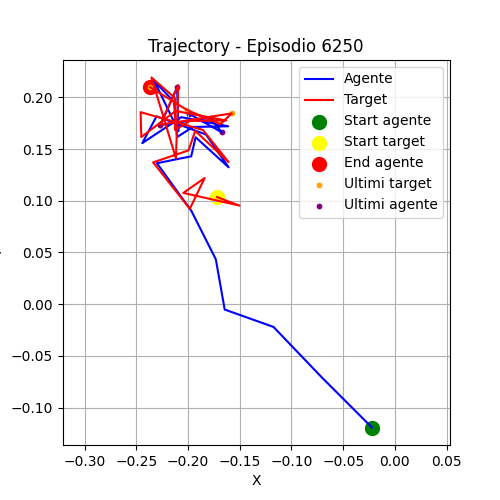 Trajectory - Episodio 6250
Agente
Target
Start agente
Start target
End agente
Ultimi target
Ultimi agente
0.20
0.15
0.10
0.05
0.00
−0.05
−0.10
−0.30
−0.25
−0.20
−0.15
−0.10
−0.05
0.00
0.05
X